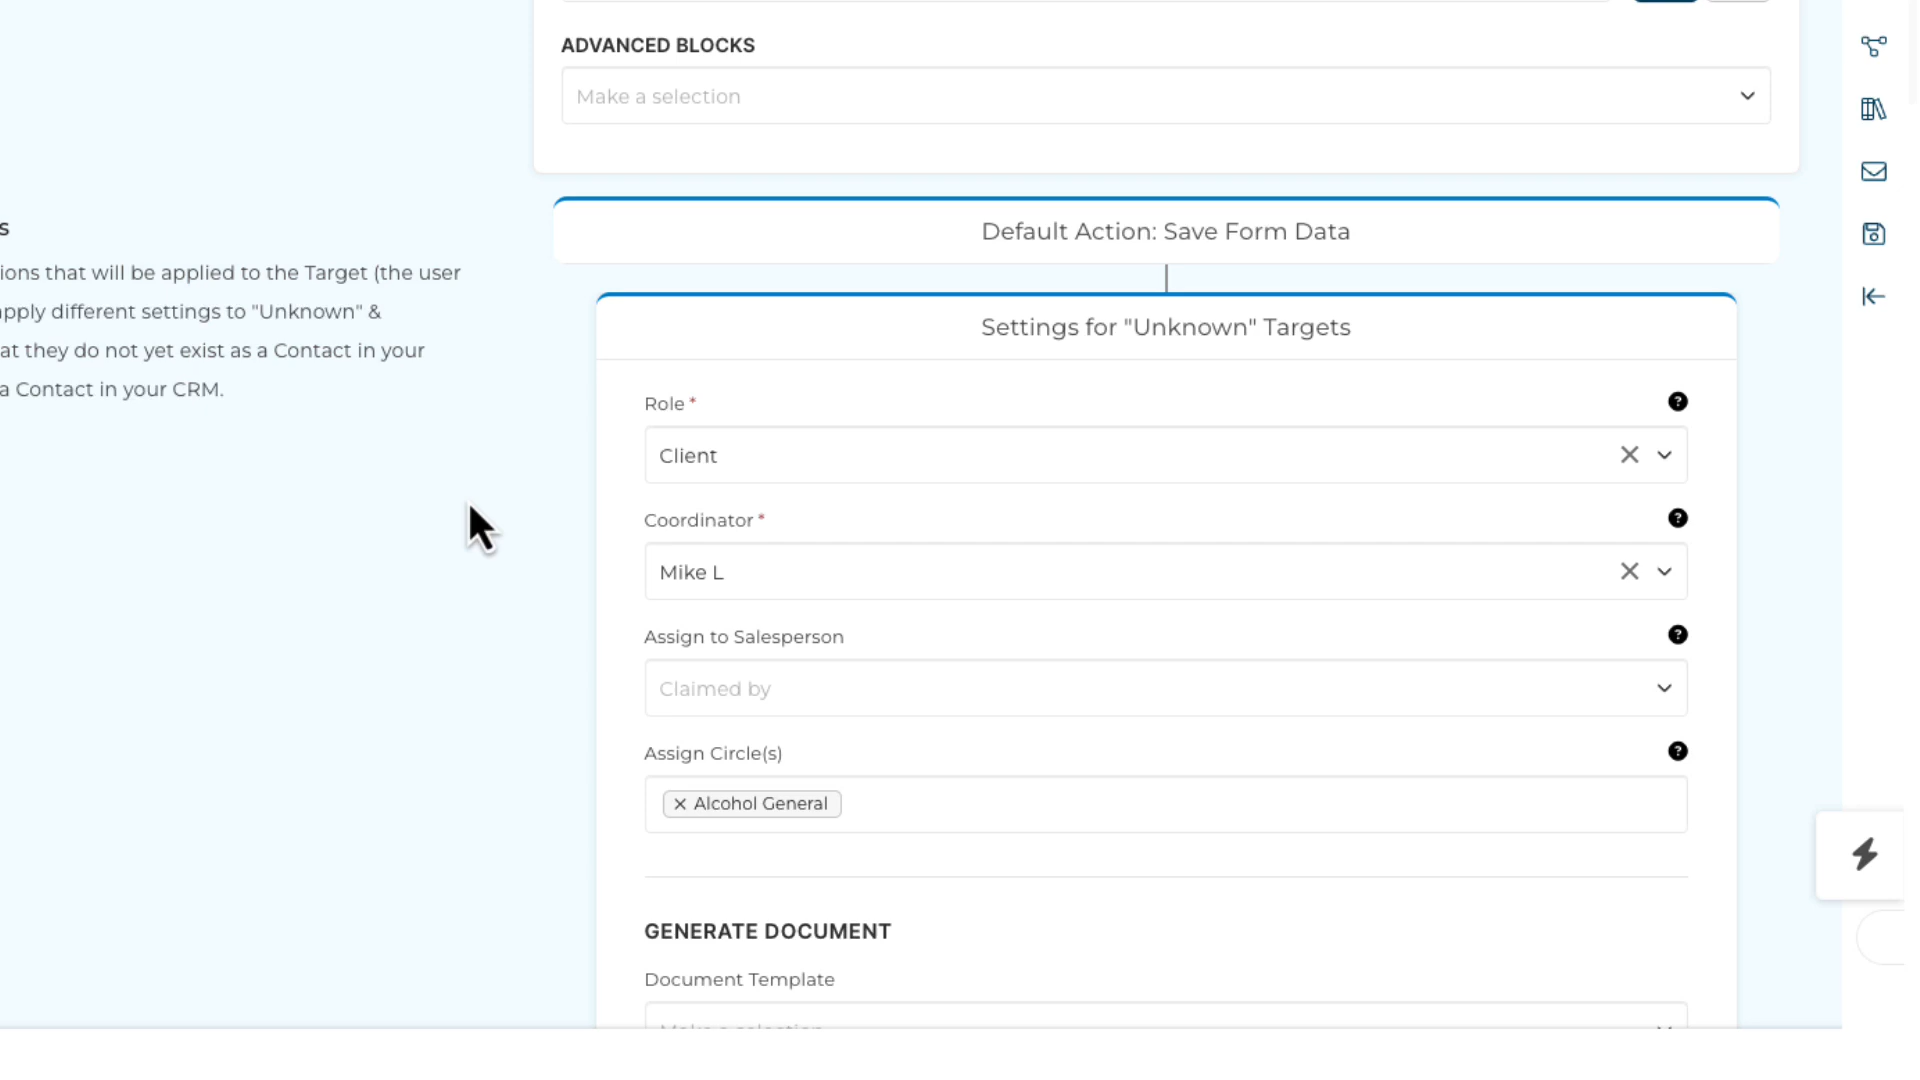 ADVANCED BLOCKS
Make a selection
Default Action: Save Form Data
s
ions that will be applied to the Target (the user
apply different settings to "Unknown" &
at they do not yet exist as a Contact in your
a Contact in your CRM.
Settings for "Unknown" Targets
Role *
Client
Coordinator *
Mike L
Assign to Salesperson
Claimed by
Assign Circle(s)
× Alcohol General
GENERATE DOCUMENT
Document Template
Make a selection